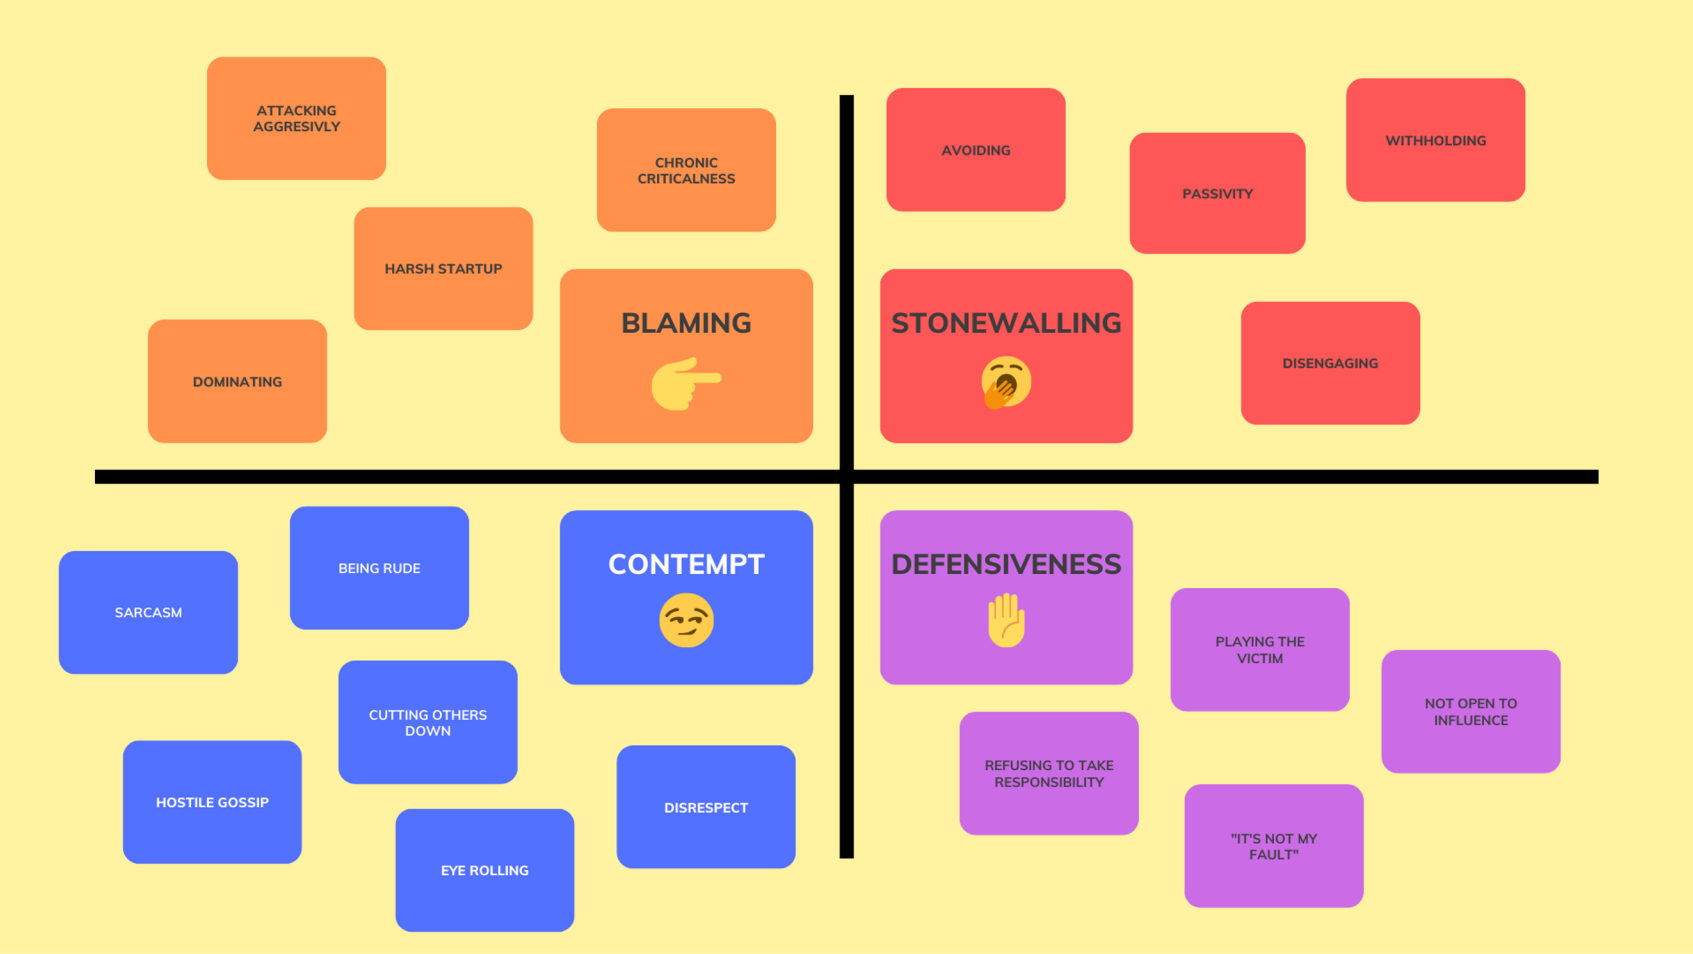 ATTACKING
AGGRESIVLY
CHRONIC
CRITICALNESS
HARSH STARTUP
DOMINATING
BLAMING
AVOIDING
PASSIVITY
WITHHOLDING
STONEWALLING
DISENGAGING
CONTEMPT
BEING RUDE
SARCASM
CUTTING OTHERS
DOWN
HOSTILE GOSSIP
DISRESPECT
EYE ROLLING
DEFENSIVENESS
PLAYING THE
VICTIM
NOT OPEN TO
INFLUENCE
REFUSING TO TAKE
RESPONSIBILITY
"IT'S NOT MY
FAULT"